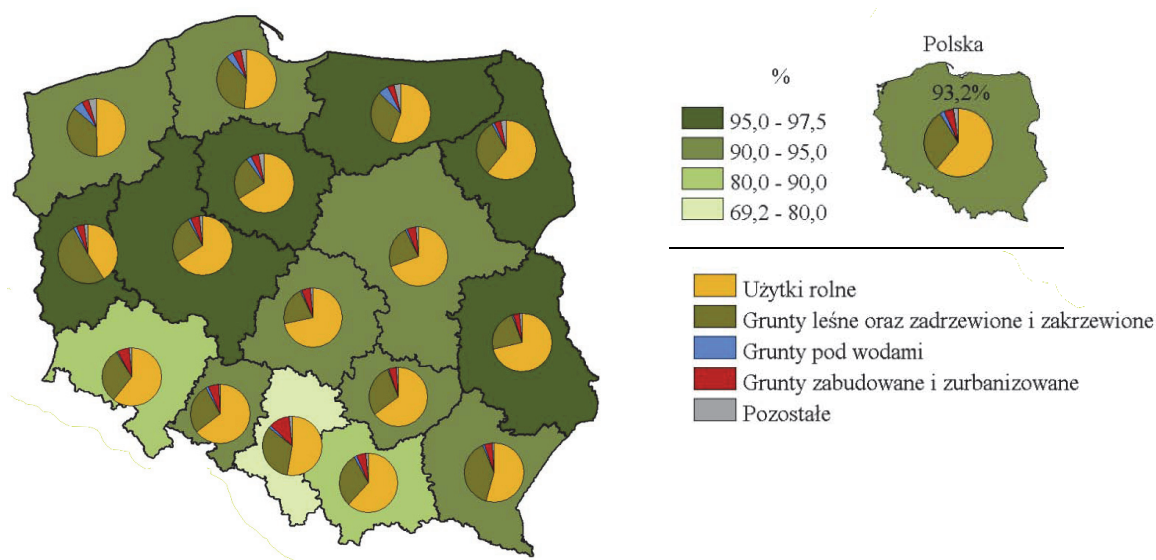 Polska
%
93,2%
95,0 - 97,5
90,0 - 95,0
80,0 - 90,0
69,2 - 80,0
Użytki rolne
Grunty leśne oraz zadrzewione i zakrzewione
Grunty pod wodami
Grunty zabudowane i zurbanizowane
Pozostałe